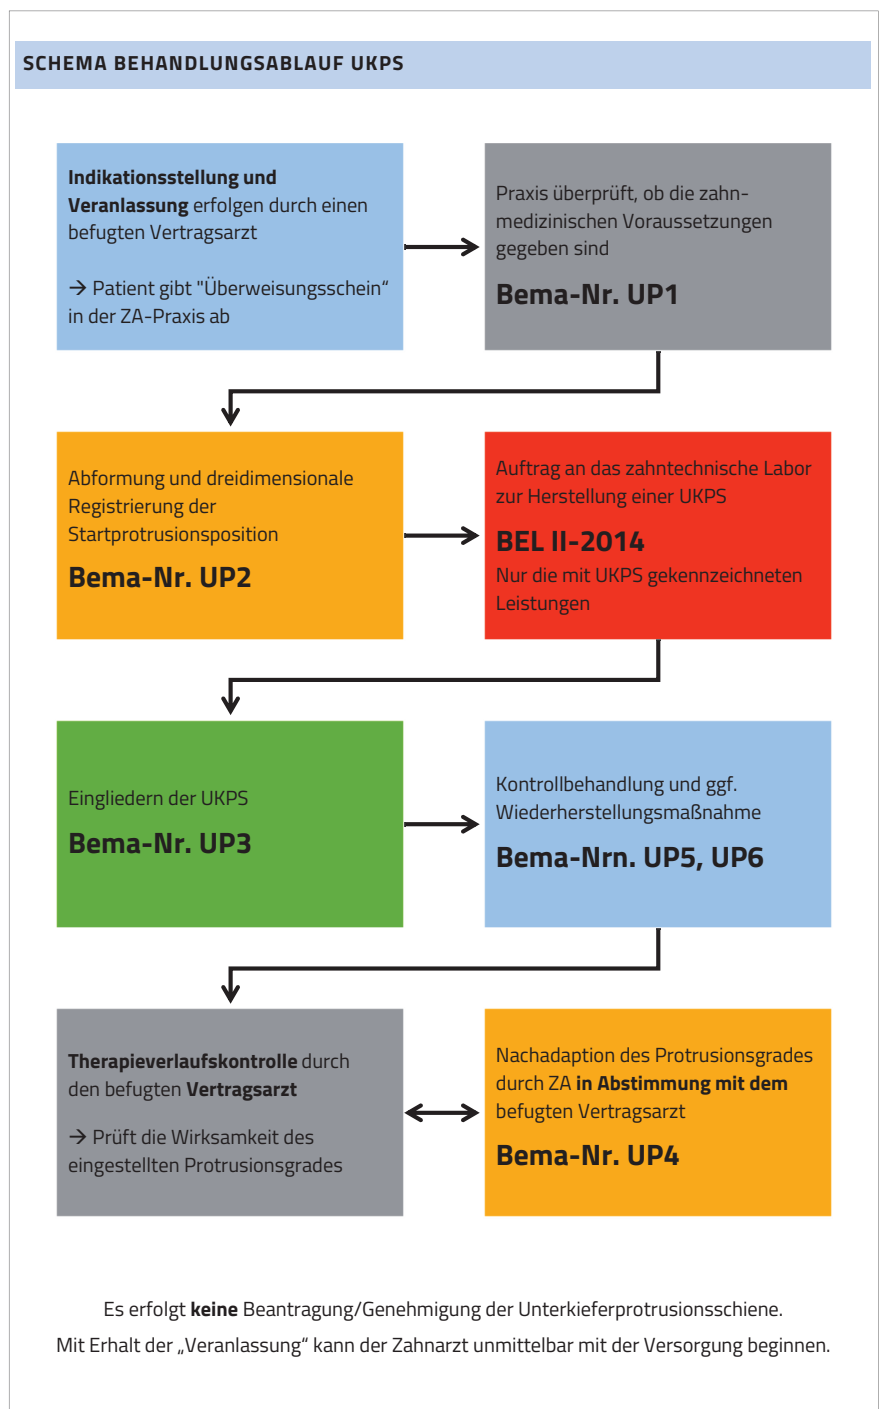 SCHEMA BEHANDLUNGSABLAUF UKPS
Indikationsstellung und
Veranlassung erfolgen durch einen
befugten Vertragsarzt
→ Patient gibt "Überweisungsschein“
in der ZA-Praxis ab
Praxis überprüft, ob die zahn-
medizinischen Voraussetzungen
gegeben sind
Bema-Nr. UP1
Abformung und dreidimensionale
Registrierung der
Startprotrusionsposition
Bema-Nr. UP2
Auftrag an das zahntechnische Labor
zur Herstellung einer UKPS
BEL II-2014
Nur die mit UKPS gekennzeichneten
Leistungen
Eingliedern der UKPS
Bema-Nr. UP3
Kontrollbehandlung und ggf.
Wiederherstellungsmaßnahme
Bema-Nrn. UP5, UP6
Therapieverlaufskontrolle durch
den befugten Vertragsarzt
→ Prüft die Wirksamkeit des
eingestellten Protrusionsgrades
Nachadaption des Protrusionsgrades
durch ZA in Abstimmung mit dem
befugten Vertragsarzt
Bema-Nr. UP4
Es erfolgt keine Beantragung/Genehmigung der Unterkieferprotrusionsschiene.
Mit Erhalt der „Veranlassung“ kann der Zahnarzt unmittelbar mit der Versorgung beginnen.